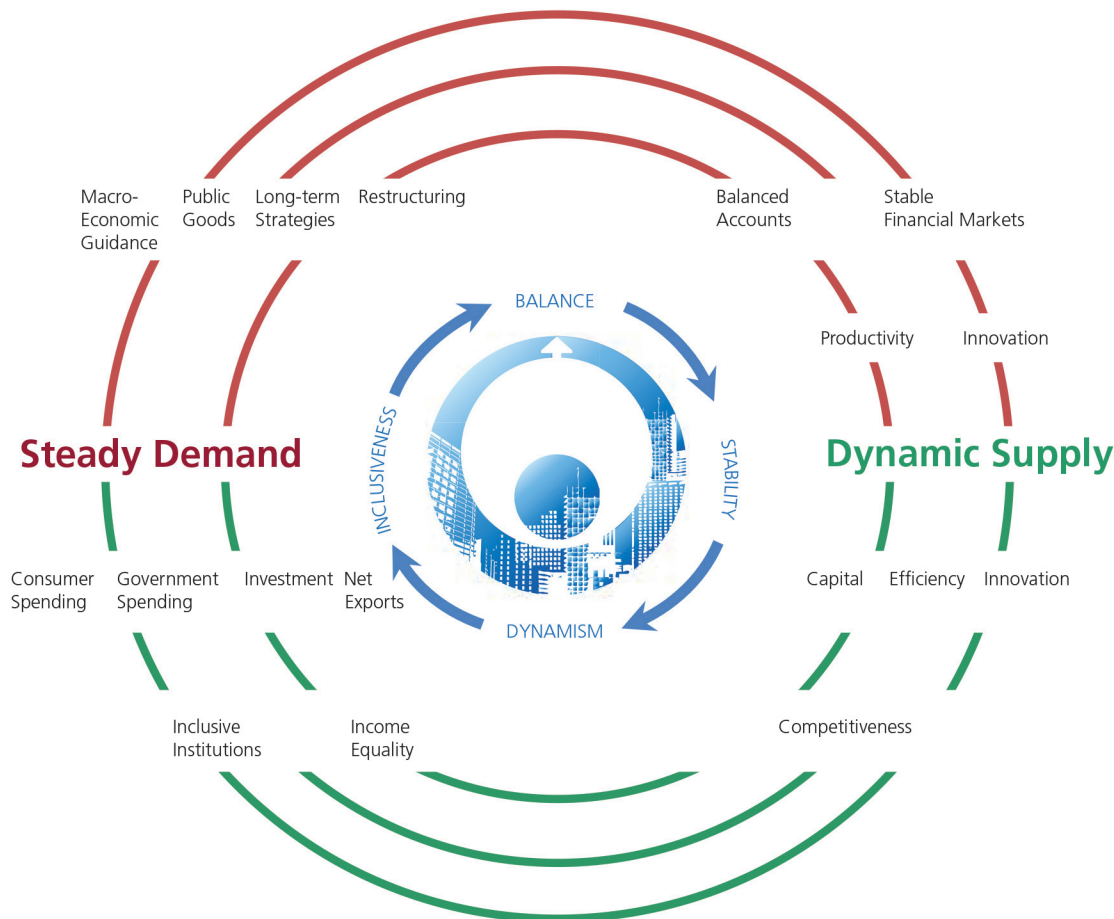 Macro-
Economic
Guidance
Public
Goods
Long-term
Strategies
Restructuring
Balanced
Accounts
Stable
Financial Markets
BALANCE
Productivity
Innovation
INCLUSIVENESS
STABILITY
Steady Demand
Dynamic Supply
Consumer
Spending
Government
Spending
Investment
Net
Exports
Capital
Efficiency
Innovation
DYNAMISM
Inclusive
Institutions
Income
Equality
Competitiveness